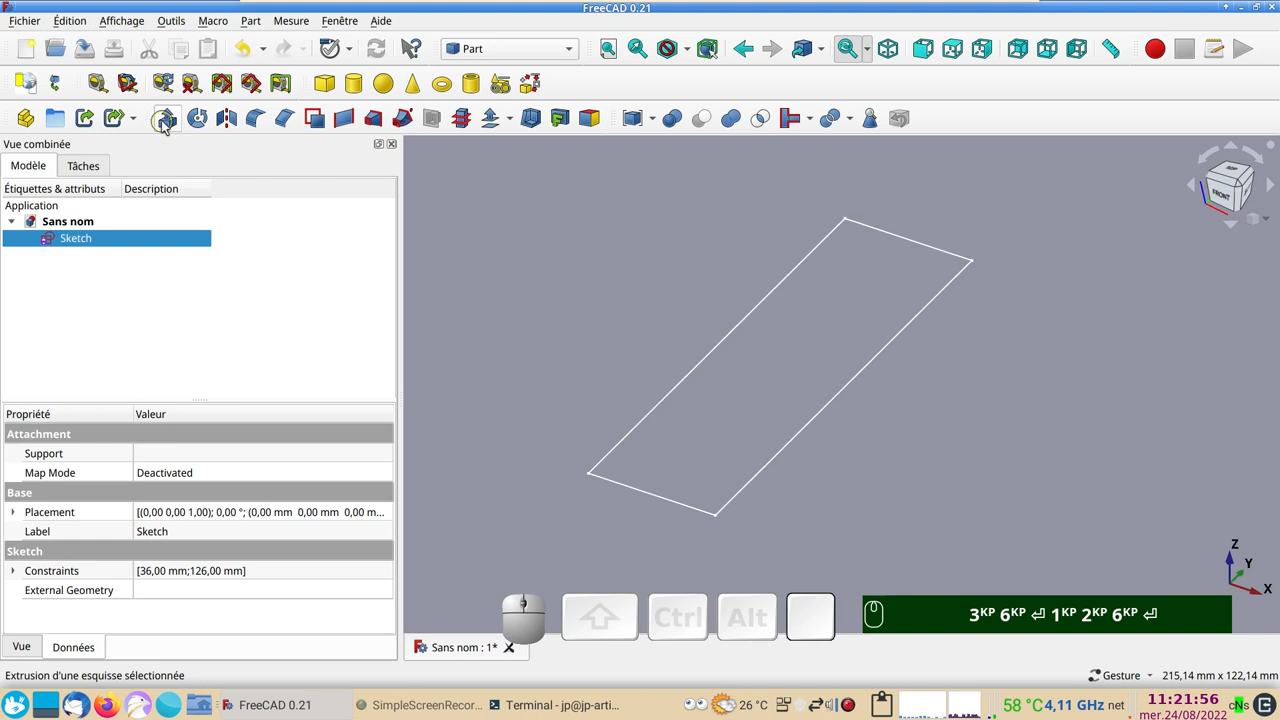 FreeCAD 0.21
Fichier Édition Affichage Outils Macro Part Mesure Fenêtre Aide
Part
Vue combinée
Modèle Tâches
Étiquettes & attributs Description
Application
Sans nom
Sketch
Propriété Valeur
Attachment
Support
Map Mode Deactivated
Base
Placement [(0,00 0,00 1,00); 0,00 °; (0,00 mm 0,00 mm 0,00 m...
Label Sketch
Sketch
Constraints [36,00 mm;126,00 mm]
External Geometry
FRONT
Z
Y
X
Ctrl Alt
3KP 6KP ⏎ 1KP 2KP 6KP ⏎
Vue Données
Sans nom : 1*
Extrusion d'une esquisse sélectionnée
Gesture 215,14 mm x 122,14 mm
FreeCAD 0.21
SimpleScreenReco...
Terminal - jp@jp-arti...
26 °C
58 °C 4,11 GHz net
11:21:56
mer.24/08/2022